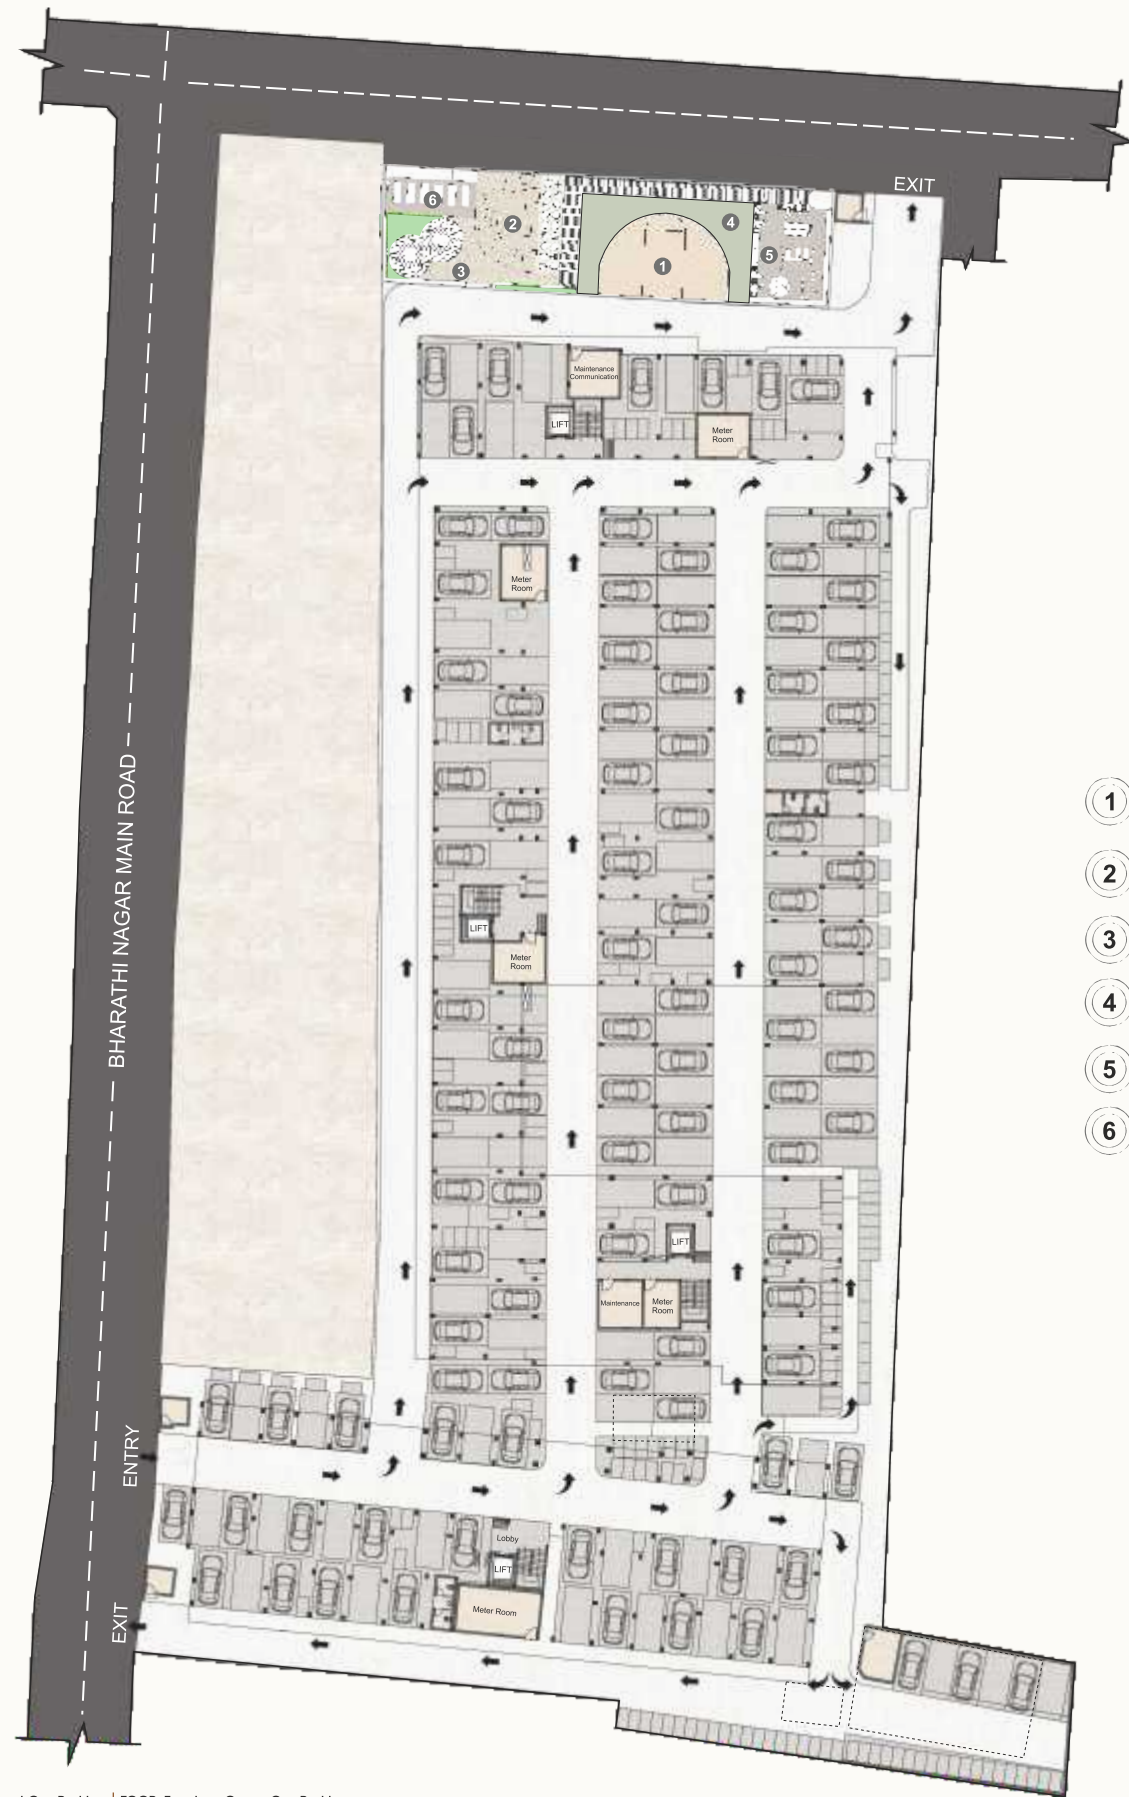 EXIT
6
2
4
5
1
3
Maintenance
Communication
LIFT
Meter
Room
Meter
Room
BHARATHI NAGAR MAIN ROAD
1
2
3
4
5
6
LIFT
Meter
Room
LIFT
Maintenance
Meter
Room
ENTRY
Lobby
LIFT
Meter Room
EXIT